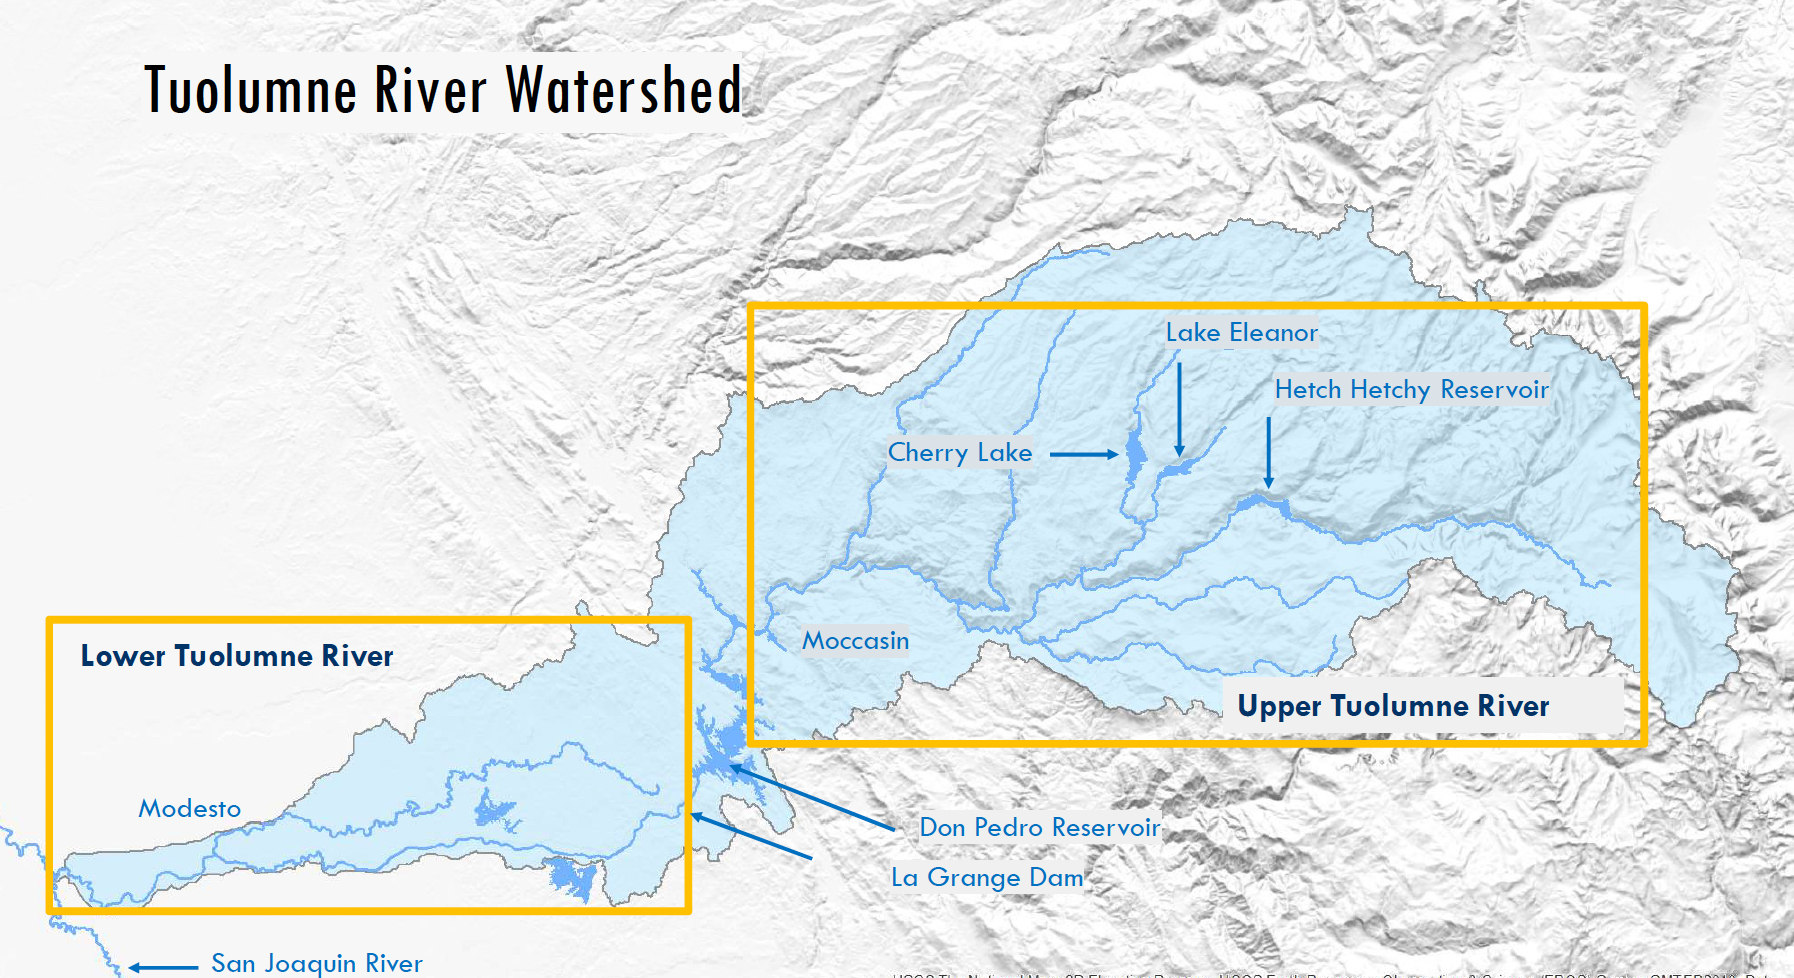 Tuolumne River Watershed
Lake Eleanor
Hetch Hetchy Reservoir
Cherry Lake
Moccasin
Lower Tuolumne River
Upper Tuolumne River
Modesto
Don Pedro Reservoir
La Grange Dam
San Joaquin River